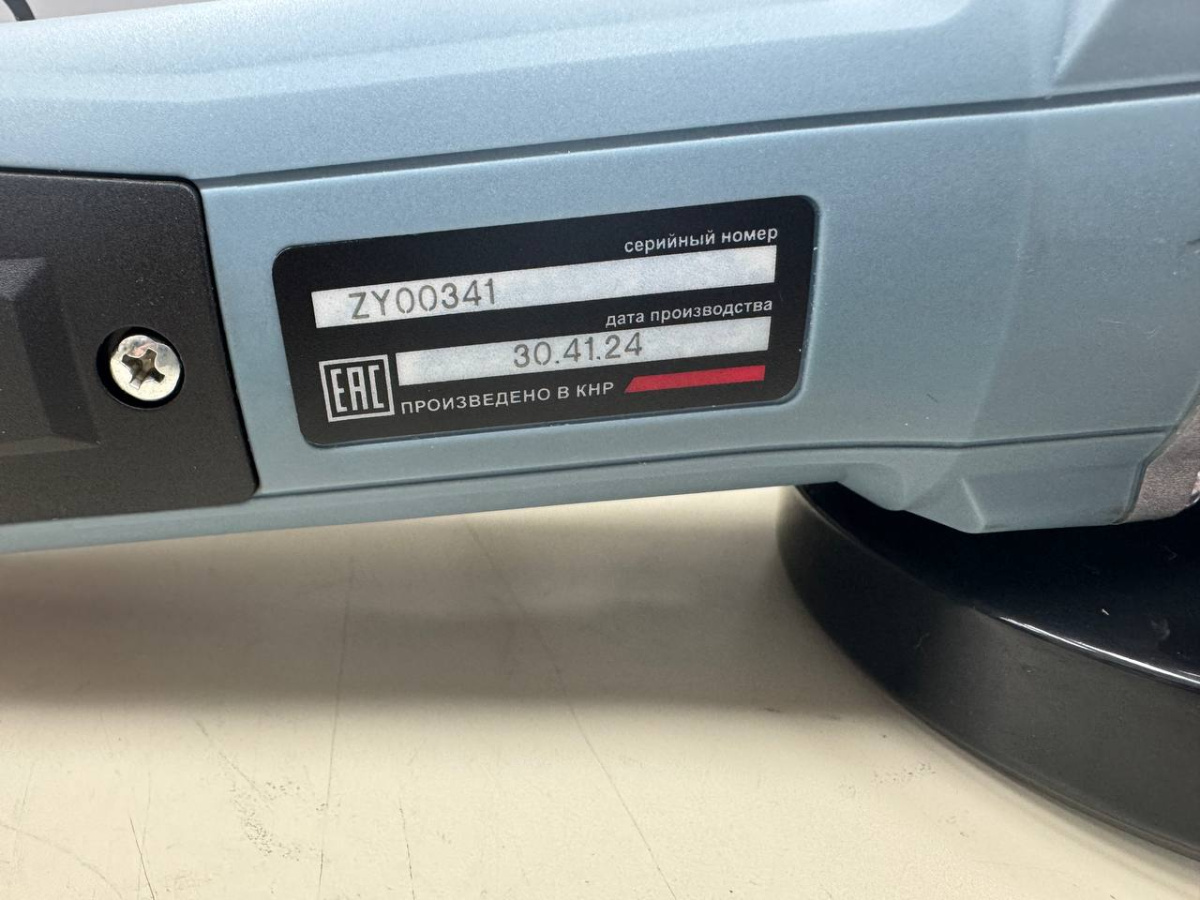 серийный номер
ZY00341
дата производства
30.41.24
EAC
ПРОИЗВЕДЕНО В КНР